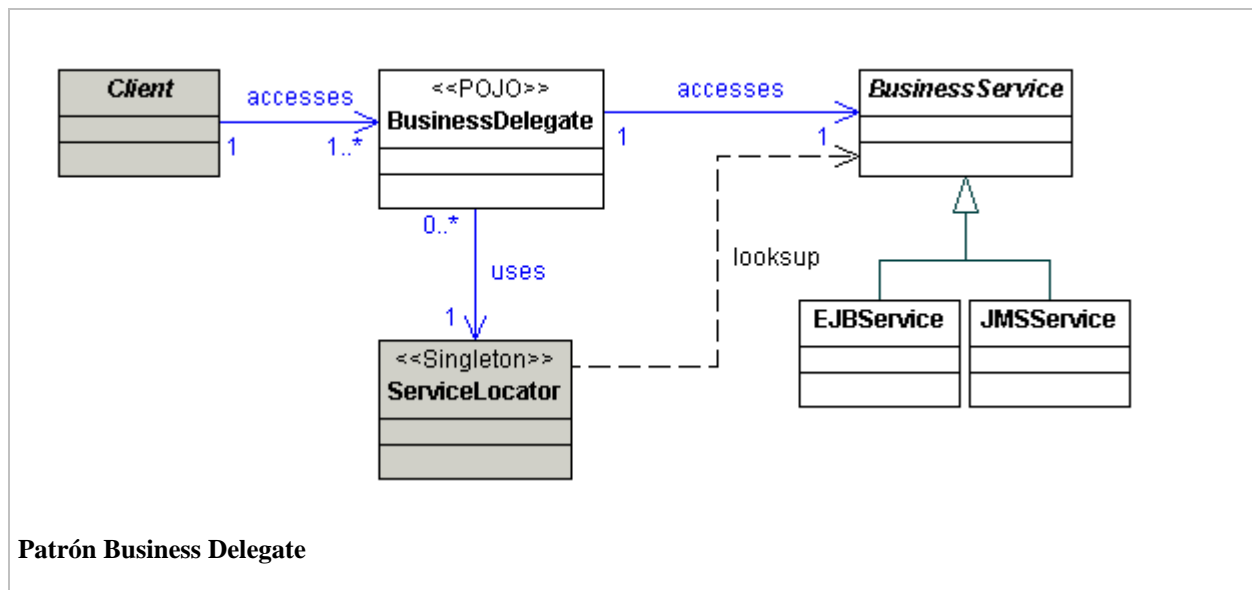 Client
accesses
1
1..*
<<POJO>>
BusinessDelegate
accesses
1
1
BusinessService
0..*
uses
1
looksup
<<Singleton>>
ServiceLocator
EJBService
JMSService
Patrón Business Delegate